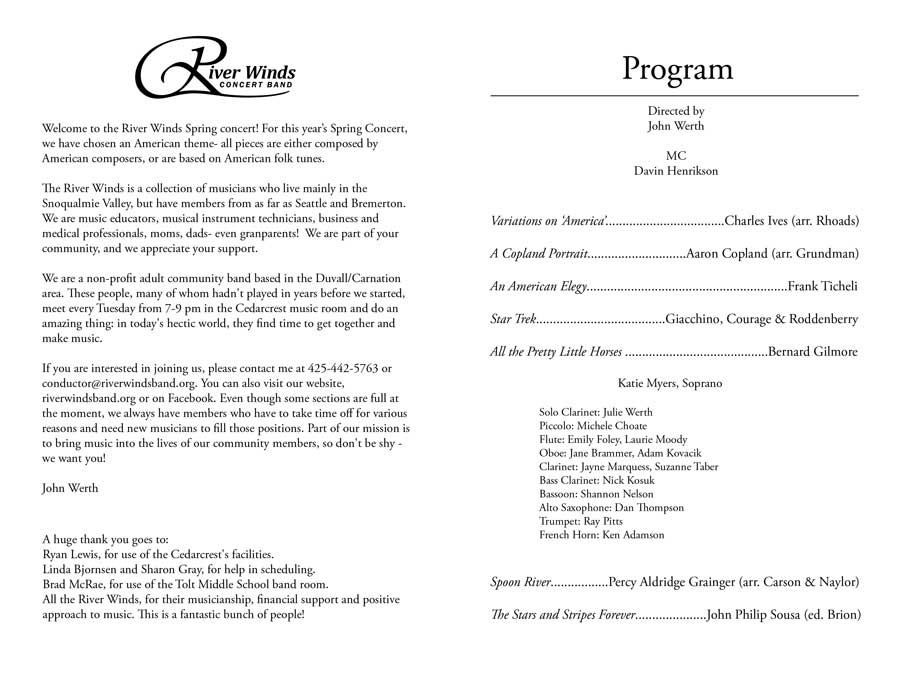 River Winds
CONCERT BAND
Welcome to the River Winds Spring concert! For this year's Spring Concert,
we have chosen an American theme- all pieces are either composed by
American composers, or are based on American folk tunes.
The River Winds is a collection of musicians who live mainly in the
Snoqualmie Valley, but have members from as far as Seattle and Bremerton.
We are music educators, musical instrument technicians, business and
medical professionals, moms, dads- even granparents!  We are part of your
community, and we appreciate your support.
We are a non-profit adult community band based in the Duvall/Carnation
area. These people, many of whom hadn't played in years before we started,
meet every Tuesday from 7-9 pm in the Cedarcrest music room and do an
amazing thing: in today's hectic world, they find time to get together and
make music.
If you are interested in joining us, please contact me at 425-442-5763 or
conductor@riverwindsband.org. You can also visit our website,
riverwindsband.org or on Facebook. Even though some sections are full at
the moment, we always have members who have to take time off for various
reasons and need new musicians to fill those positions. Part of our mission is
to bring music into the lives of our community members, so don't be shy -
we want you!
John Werth
A huge thank you goes to:
Ryan Lewis, for use of the Cedarcrest's facilities.
Linda Bjornsen and Sharon Gray, for help in scheduling.
Brad McRae, for use of the Tolt Middle School band room.
All the River Winds, for their musicianship, financial support and positive
approach to music. This is a fantastic bunch of people!
Program
Directed by
John Werth
MC
Davin Henrikson
Variations on 'America'...................................Charles Ives (arr. Rhoads)
A Copland Portrait.............................Aaron Copland (arr. Grundman)
An American Elegy...........................................................Frank Ticheli
Star Trek......................................Giacchino, Courage & Roddenberry
All the Pretty Little Horses ..........................................Bernard Gilmore
Katie Myers, Soprano
Solo Clarinet: Julie Werth
Piccolo: Michele Choate
Flute: Emily Foley, Laurie Moody
Oboe: Jane Brammer, Adam Kovacik
Clarinet: Jayne Marquess, Suzanne Taber
Bass Clarinet: Nick Kosuk
Bassoon: Shannon Nelson
Alto Saxophone: Dan Thompson
Trumpet: Ray Pitts
French Horn: Ken Adamson
Spoon River.................Percy Aldridge Grainger (arr. Carson & Naylor)
The Stars and Stripes Forever.....................John Philip Sousa (ed. Brion)